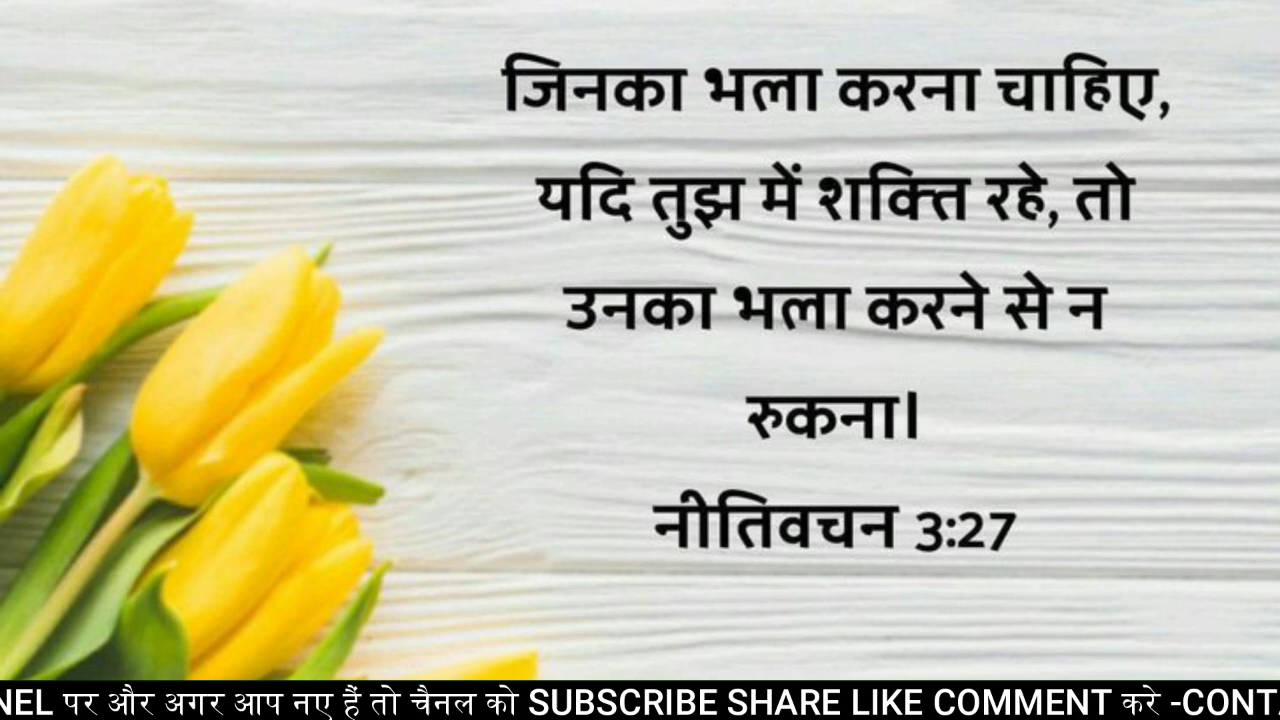 जिनका भला करना चाहिए,
यदि तुझ में शक्ति रहे, तो
उनका भला करने से न
रुकना।
नीतिवचन 3:27
NEL पर और अगर आप नए हैं तो चैनल को SUBSCRIBE SHARE LIKE COMMENT करे -CONT